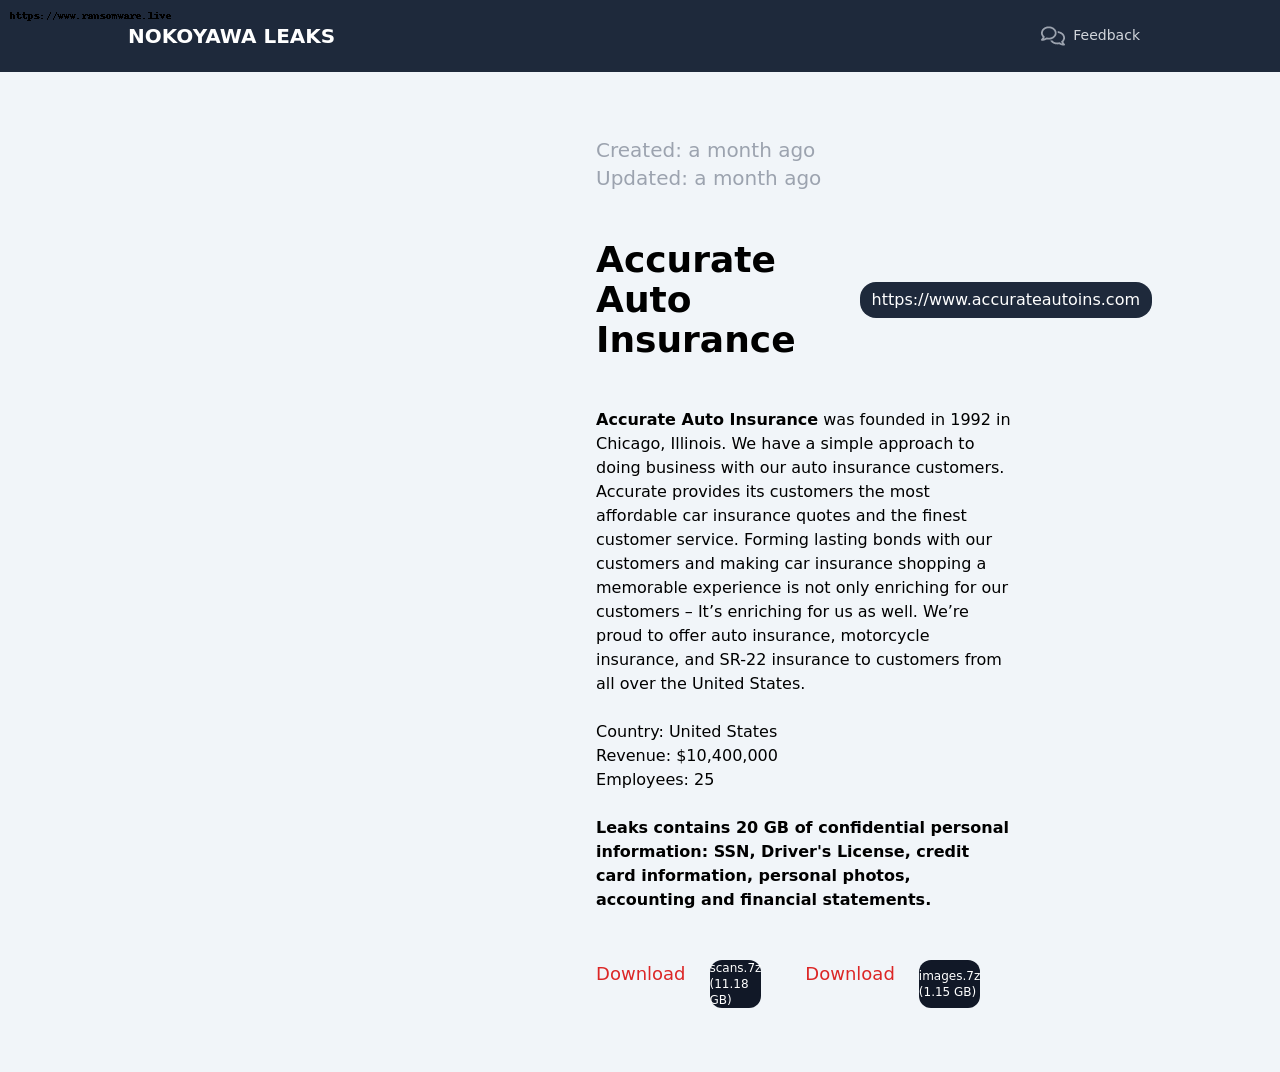 https://www.ransomware.live
NOKOYAWA LEAKS
Feedback
Created: a month ago
Updated: a month ago
Accurate
Auto
Insurance
https://www.accurateautoins.com
Accurate Auto Insurance was founded in 1992 in
Chicago, Illinois. We have a simple approach to
doing business with our auto insurance customers.
Accurate provides its customers the most
affordable car insurance quotes and the finest
customer service. Forming lasting bonds with our
customers and making car insurance shopping a
memorable experience is not only enriching for our
customers – It’s enriching for us as well. We’re
proud to offer auto insurance, motorcycle
insurance, and SR-22 insurance to customers from
all over the United States.
Country: United States
Revenue: $10,400,000
Employees: 25
Leaks contains 20 GB of confidential personal
information: SSN, Driver's License, credit
card information, personal photos,
accounting and financial statements.
Download
scans.7z
(11.18
GB)
Download
images.7z
(1.15 GB)